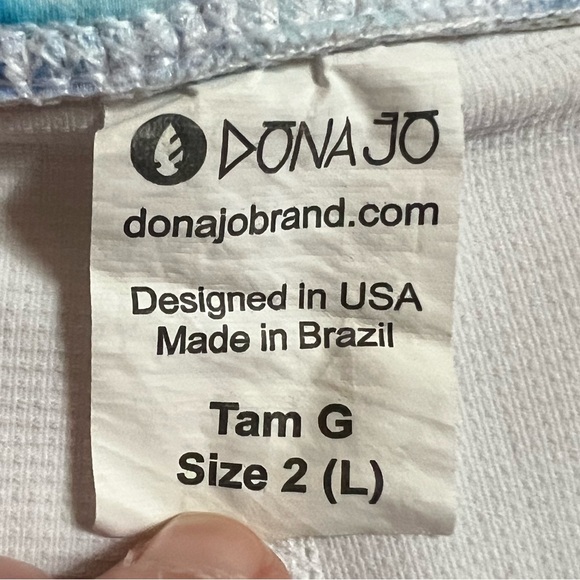 DONA JO
donajobrand.com
Designed in USA
Made in Brazil
Tam G
Size 2 (L)